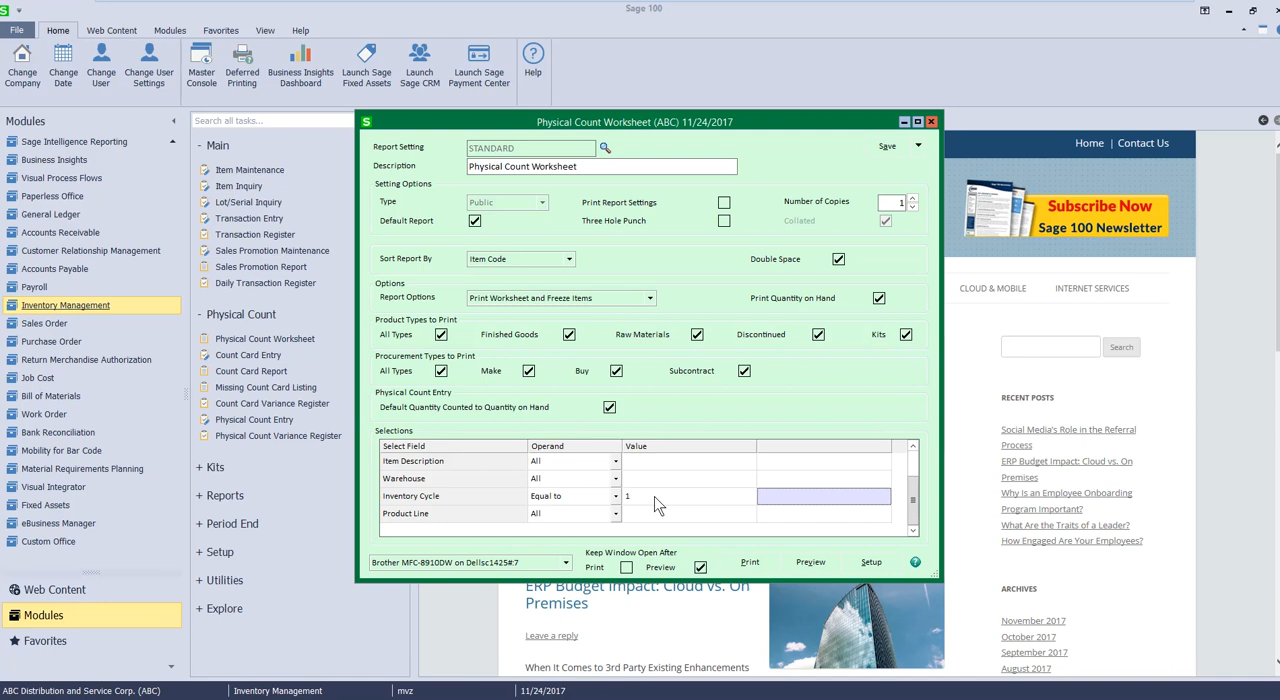 S
Sage 100
File Home Web Content Modules Favorites View Help
Change Company
Change Date
Change User
Change User Settings
Master Console
Deferred Printing
Business Insights Dashboard
Launch Sage Fixed Assets
Launch Sage CRM
Launch Sage Payment Center
Help
Modules
Sage Intelligence Reporting
Business Insights
Visual Process Flows
Paperless Office
General Ledger
Accounts Receivable
Customer Relationship Management
Accounts Payable
Payroll
Inventory Management
Sales Order
Purchase Order
Return Merchandise Authorization
Job Cost
Bill of Materials
Work Order
Bank Reconciliation
Mobility for Bar Code
Material Requirements Planning
Visual Integrator
Fixed Assets
eBusiness Manager
Custom Office
Web Content
Modules
Favorites
Search all tasks...
- Main
Item Maintenance
Item Inquiry
Lot/Serial Inquiry
Transaction Entry
Transaction Register
Sales Promotion Maintenance
Sales Promotion Report
Daily Transaction Register
- Physical Count
Physical Count Worksheet
Count Card Entry
Count Card Report
Missing Count Card Listing
Count Card Variance Register
Physical Count Entry
Physical Count Variance Register
+ Kits
+ Reports
+ Period End
+ Setup
+ Utilities
+ Explore
S Physical Count Worksheet (ABC) 11/24/2017
Report Setting STANDARD Save
Description Physical Count Worksheet
Setting Options
Type Public Print Report Settings Number of Copies 1
Default Report Three Hole Punch Collated
Sort Report By Item Code Double Space
Options
Report Options Print Worksheet and Freeze Items Print Quantity on Hand
Product Types to Print
All Types Finished Goods Raw Materials Discontinued Kits
Procurement Types to Print
All Types Make Buy Subcontract
Physical Count Entry
Default Quantity Counted to Quantity on Hand
Selections
Select Field Operand Value
Item Description All
Warehouse All
Inventory Cycle Equal to 1
Product Line All
Brother MFC-8910DW on Dellsc1425#:7
Keep Window Open After
Print Preview
Print Preview Setup
Home | Contact Us
Subscribe Now
Sage 100 Newsletter
CLOUD & MOBILE INTERNET SERVICES
Search
RECENT POSTS
Social Media's Role in the Referral
Process
ERP Budget Impact: Cloud vs. On
Premises
Why Is an Employee Onboarding
Program Important?
What Are the Traits of a Leader?
How Engaged Are Your Employees?
ARCHIVES
November 2017
October 2017
September 2017
August 2017
ERP Budget Impact: Cloud vs. On
Premises
Leave a reply
When It Comes to 3rd Party Existing Enhancements
ABC Distribution and Service Corp. (ABC) Inventory Management mvz 11/24/2017